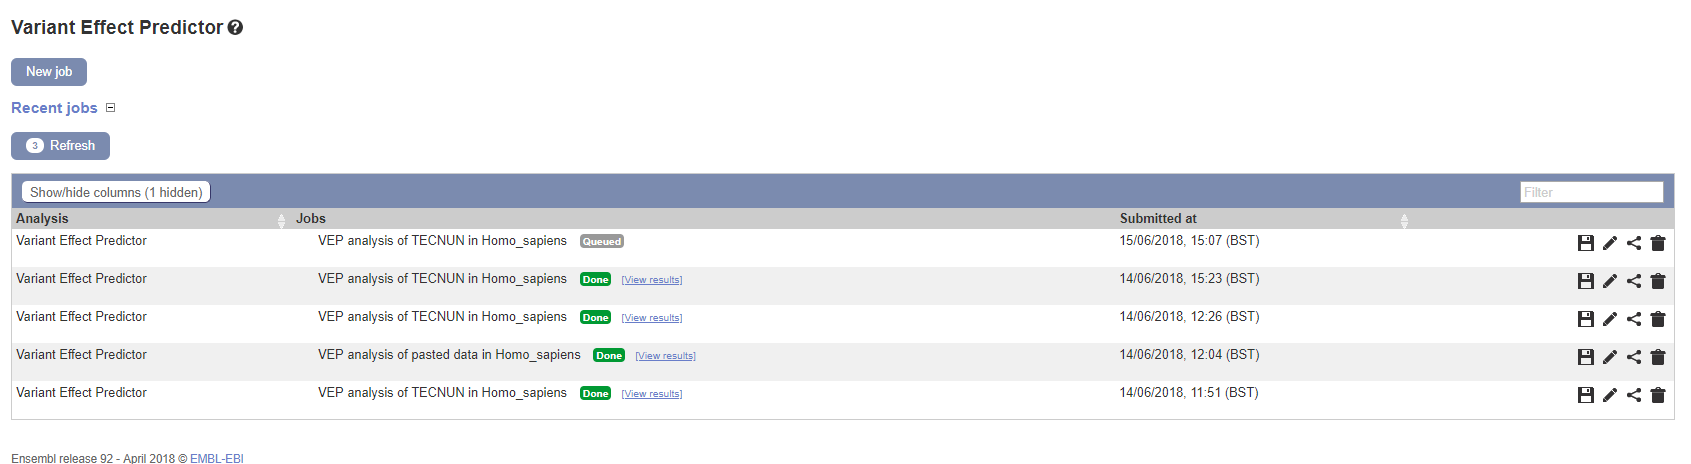 Variant Effect Predictor ?
New job
Recent jobs
3 Refresh
Show/hide columns (1 hidden) Filter
Analysis Jobs Submitted at
Variant Effect Predictor VEP analysis of TECNUN in Homo_sapiens Queued 15/06/2018, 15:07 (BST)
Variant Effect Predictor VEP analysis of TECNUN in Homo_sapiens Done [View results] 14/06/2018, 15:23 (BST)
Variant Effect Predictor VEP analysis of TECNUN in Homo_sapiens Done [View results] 14/06/2018, 12:26 (BST)
Variant Effect Predictor VEP analysis of pasted data in Homo_sapiens Done [View results] 14/06/2018, 12:04 (BST)
Variant Effect Predictor VEP analysis of TECNUN in Homo_sapiens Done [View results] 14/06/2018, 11:51 (BST)
Ensembl release 92 - April 2018 © EMBL-EBI